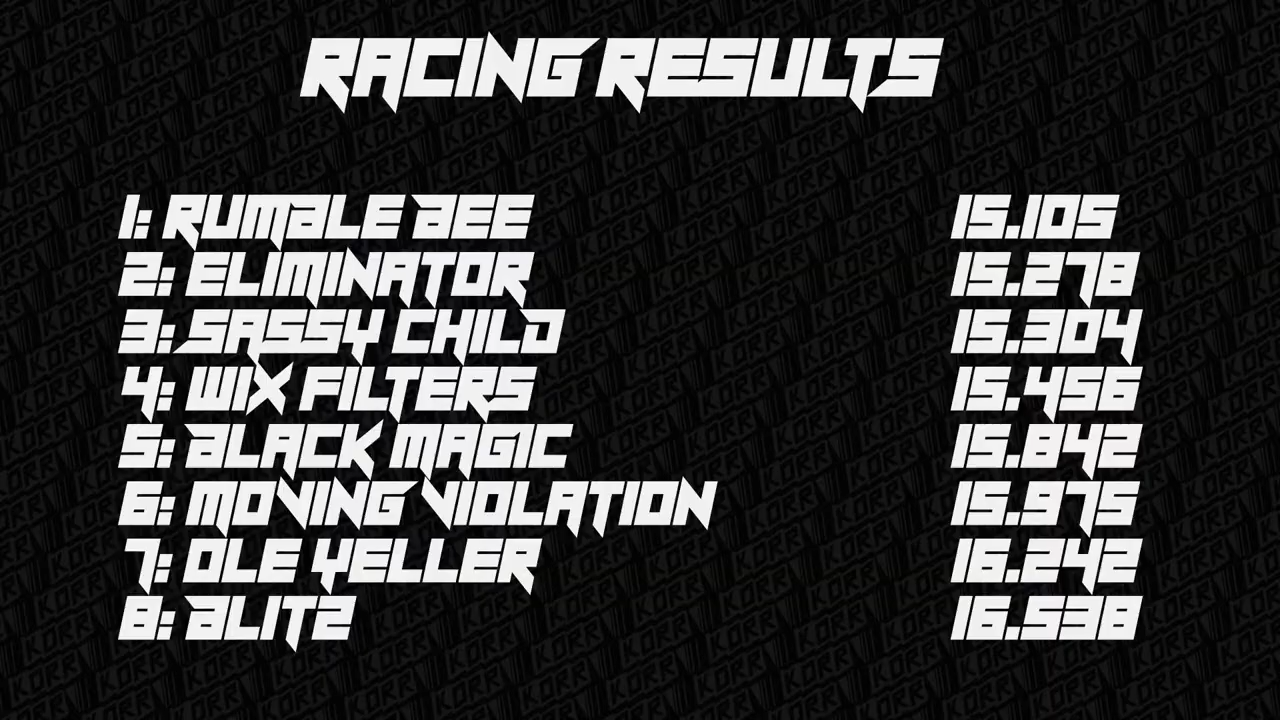 RACING RESULTS
1: RUMBLE BEE 15.105
2: ELIMINATOR 15.278
3: SASSY CHILD 15.304
4: WIX FILTERS 15.456
5: BLACK MAGIC 15.842
6: MOVING VIOLATION 15.975
7: OLE YELLER 16.242
8: BLITZ 16.538